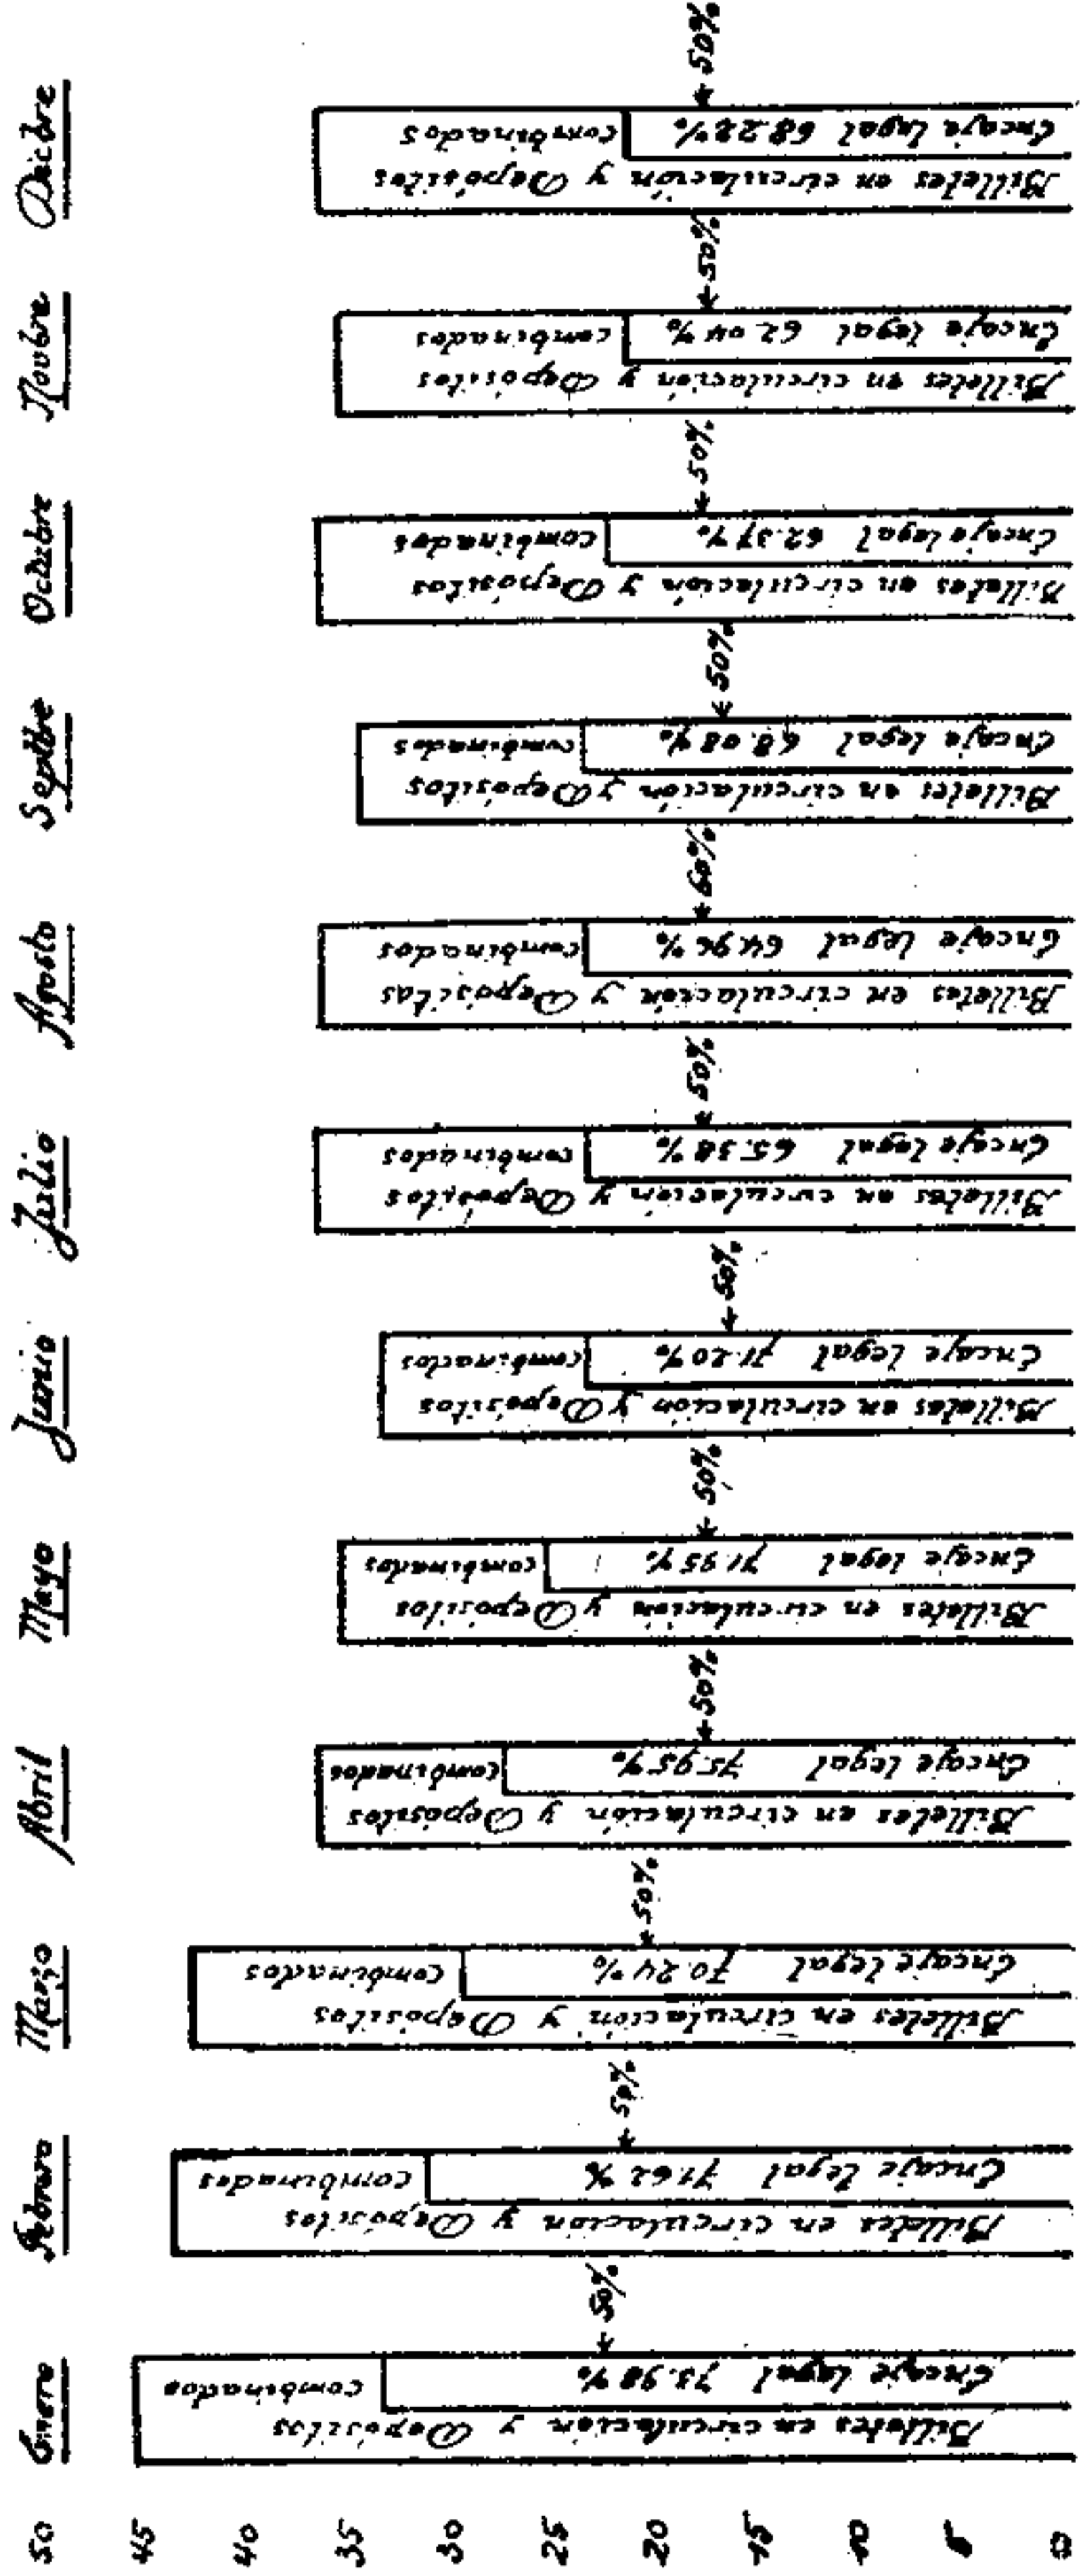 50
45
40
35
30
25
20
15
10
5
0
Enero
Billetes en circulación y Depósitos
combinados
Encaje legal 73.98%
50%
Febrero
Billetes en circulación y Depósitos
combinados
Encaje legal 71.62%
50%
Marzo
Billetes en circulación y Depósitos
combinados
Encaje legal 70.24%
50%
Abril
Billetes en circulación y Depósitos
combinados
Encaje legal 75.95%
50%
Mayo
Billetes en circulación y Depósitos
combinados
Encaje legal 71.95%
50%
Junio
Billetes en circulación y Depósitos
combinados
Encaje legal 71.20%
50%
Julio
Billetes en circulación y Depósitos
combinados
Encaje legal 65.38%
50%
Agosto
Billetes en circulación y Depósitos
combinados
Encaje legal 64.96%
50%
Septbre
Billetes en circulación y Depósitos
combinados
Encaje legal 68.08%
50%
Octubre
Billetes en circulación y Depósitos
combinados
Encaje legal 62.37%
50%
Novbre
Billetes en circulación y Depósitos
combinados
Encaje legal 62.04%
50%
Dicbre
Billetes en circulación y Depósitos
combinados
Encaje legal 68.28%
50%